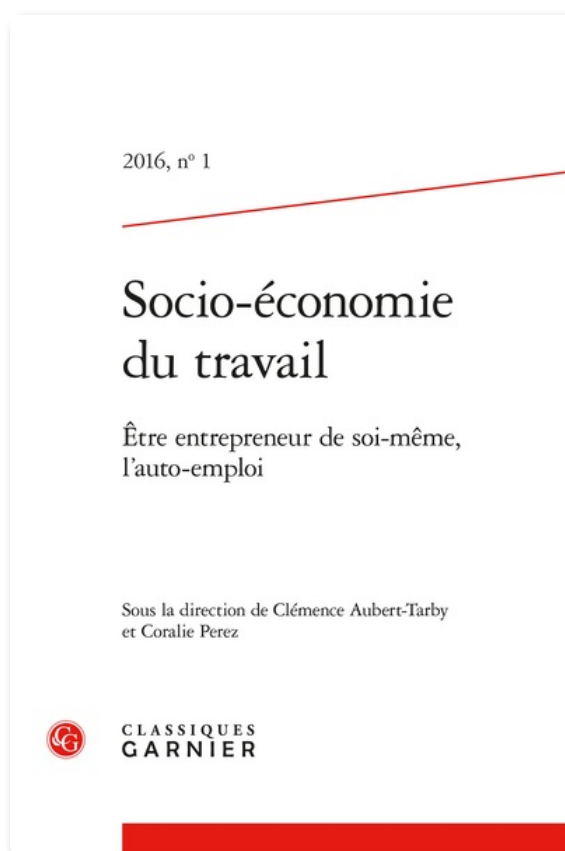 2016, nº 1
Socio-économie
du travail
Être entrepreneur de soi-même,
l’auto-emploi
Sous la direction de Clémence Aubert-Tarby
et Coralie Perez
CG
CLASSIQUES
GARNIER